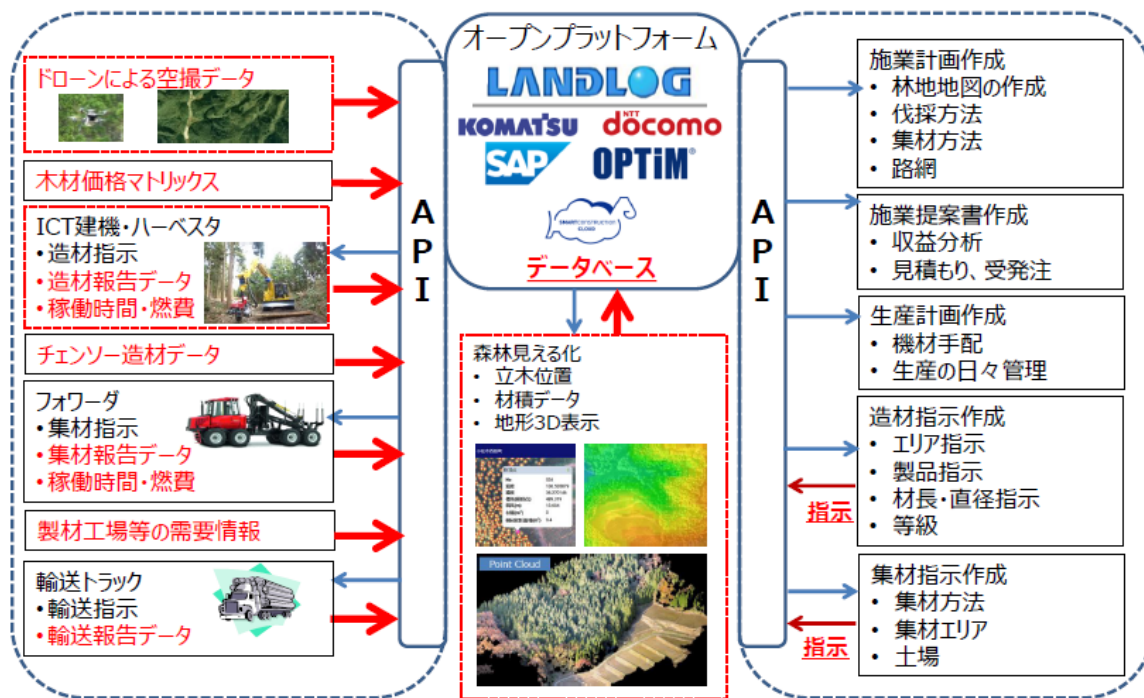 オープンプラットフォーム
LANDLOG
KOMATSU
NTT
docomo
SAP
OPTiM®
SMARTCONSTRUCTION
CLOUD
データベース
ドローンによる空撮データ
木材価格マトリックス
ICT建機・ハーベスタ
•造材指示
•造材報告データ
•稼働時間・燃費
チェンソー造材データ
フォワーダ
•集材指示
•集材報告データ
•稼働時間・燃費
製材工場等の需要情報
輸送トラック
•輸送指示
•輸送報告データ
API
森林見える化
• 立木位置
• 材積データ
• 地形3D表示
Point Cloud
API
施業計画作成
• 林地地図の作成
• 伐採方法
• 集材方法
• 路網
施業提案書作成
• 収益分析
• 見積もり、受発注
生産計画作成
• 機材手配
• 生産の日々管理
造材指示作成
• エリア指示
• 製品指示
• 材長・直径指示
• 等級
指示
集材指示作成
• 集材方法
• 集材エリア
• 土場
指示